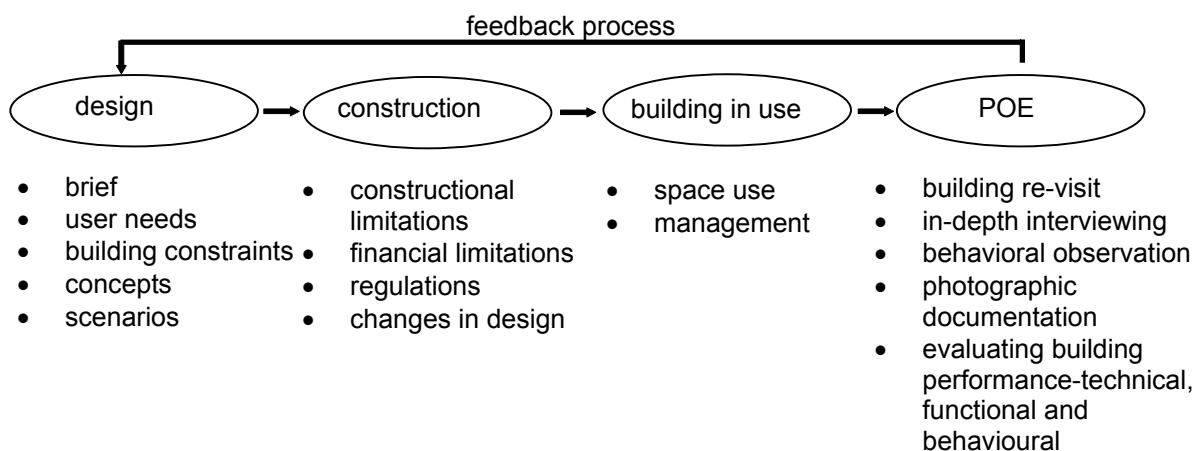 feedback process
design
construction
building in use
POE
• brief
• user needs
• building constraints
• concepts
• scenarios
• constructional
limitations
• financial limitations
• regulations
• changes in design
• space use
• management
• building re-visit
• in-depth interviewing
• behavioral observation
• photographic
documentation
• evaluating building
performance-technical,
functional and
behavioural